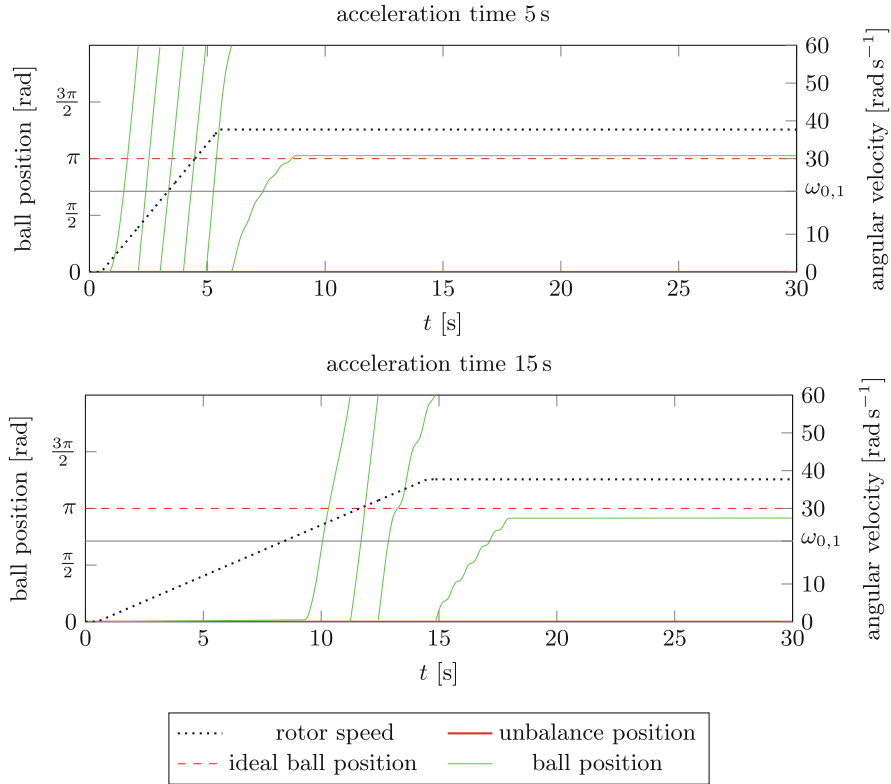 acceleration time 5 s
ball position [rad]
3π/2
π
π/2
0
60
50
40
30
ω0,1
10
0
angular velocity [rad s−1]
0 5 10 15 20 25 30
t [s]
acceleration time 15 s
ball position [rad]
3π/2
π
π/2
0
60
50
40
30
ω0,1
10
0
angular velocity [rad s−1]
0 5 10 15 20 25 30
t [s]
rotor speed unbalance position
ideal ball position ball position